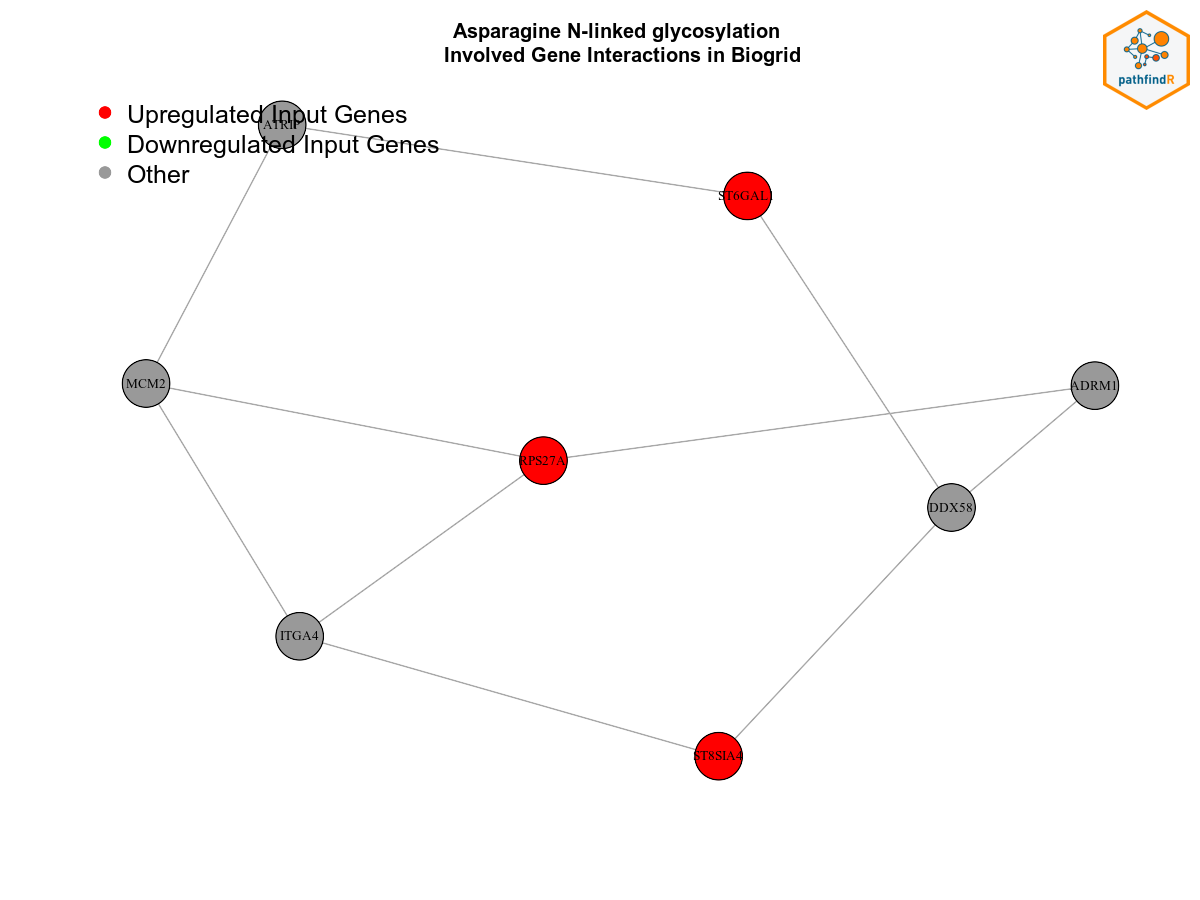 Asparagine N-linked glycosylation
Involved Gene Interactions in Biogrid
pathfindR
Upregulated Input Genes
Downregulated Input Genes
Other
ATRIP
ST6GAL1
MCM2
ADRM1
RPS27A
DDX58
ITGA4
ST8SIA4